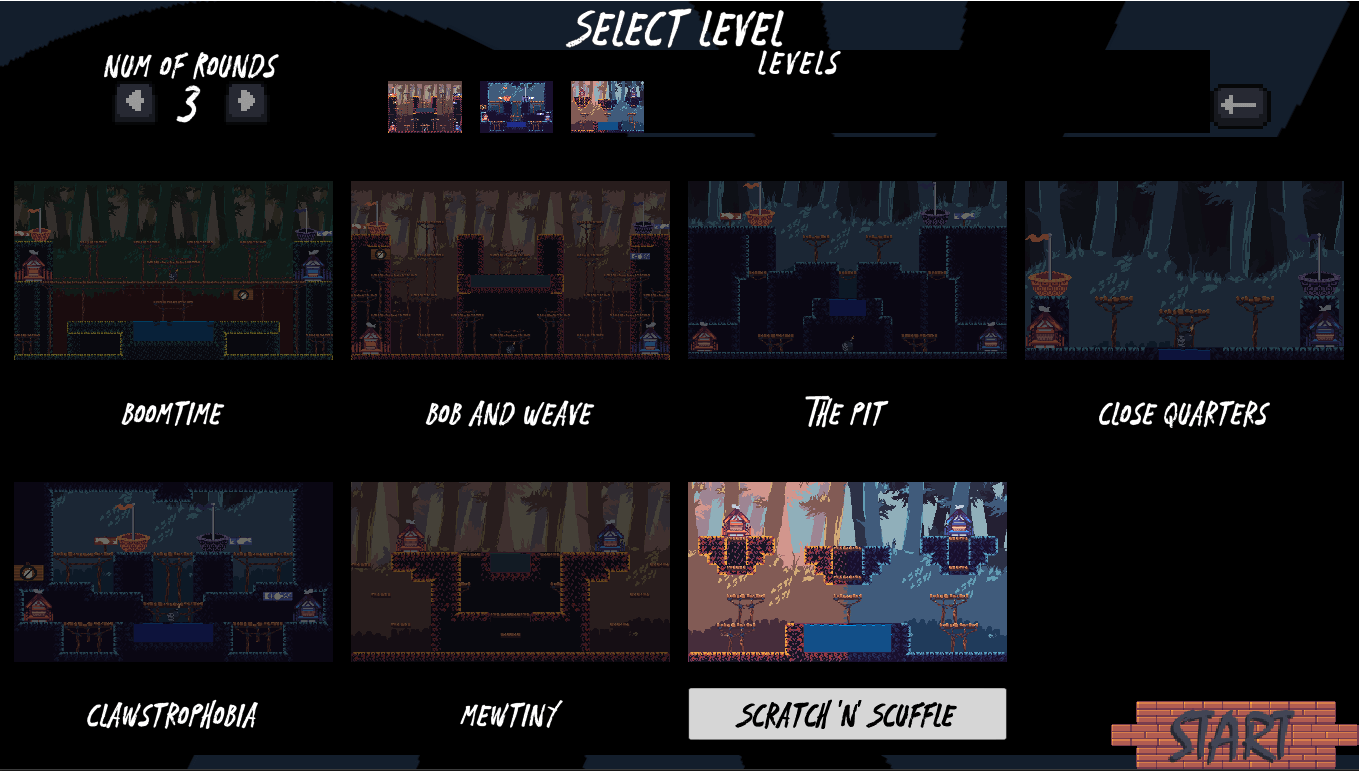 SELECT LEVEL
LEVELS
NUM OF ROUNDS
3
BOOMTIME
BOB AND WEAVE
THE PIT
CLOSE QUARTERS
CLAWSTROPHOBIA
MEWTINY
SCRATCH 'N' SCUFFLE
START